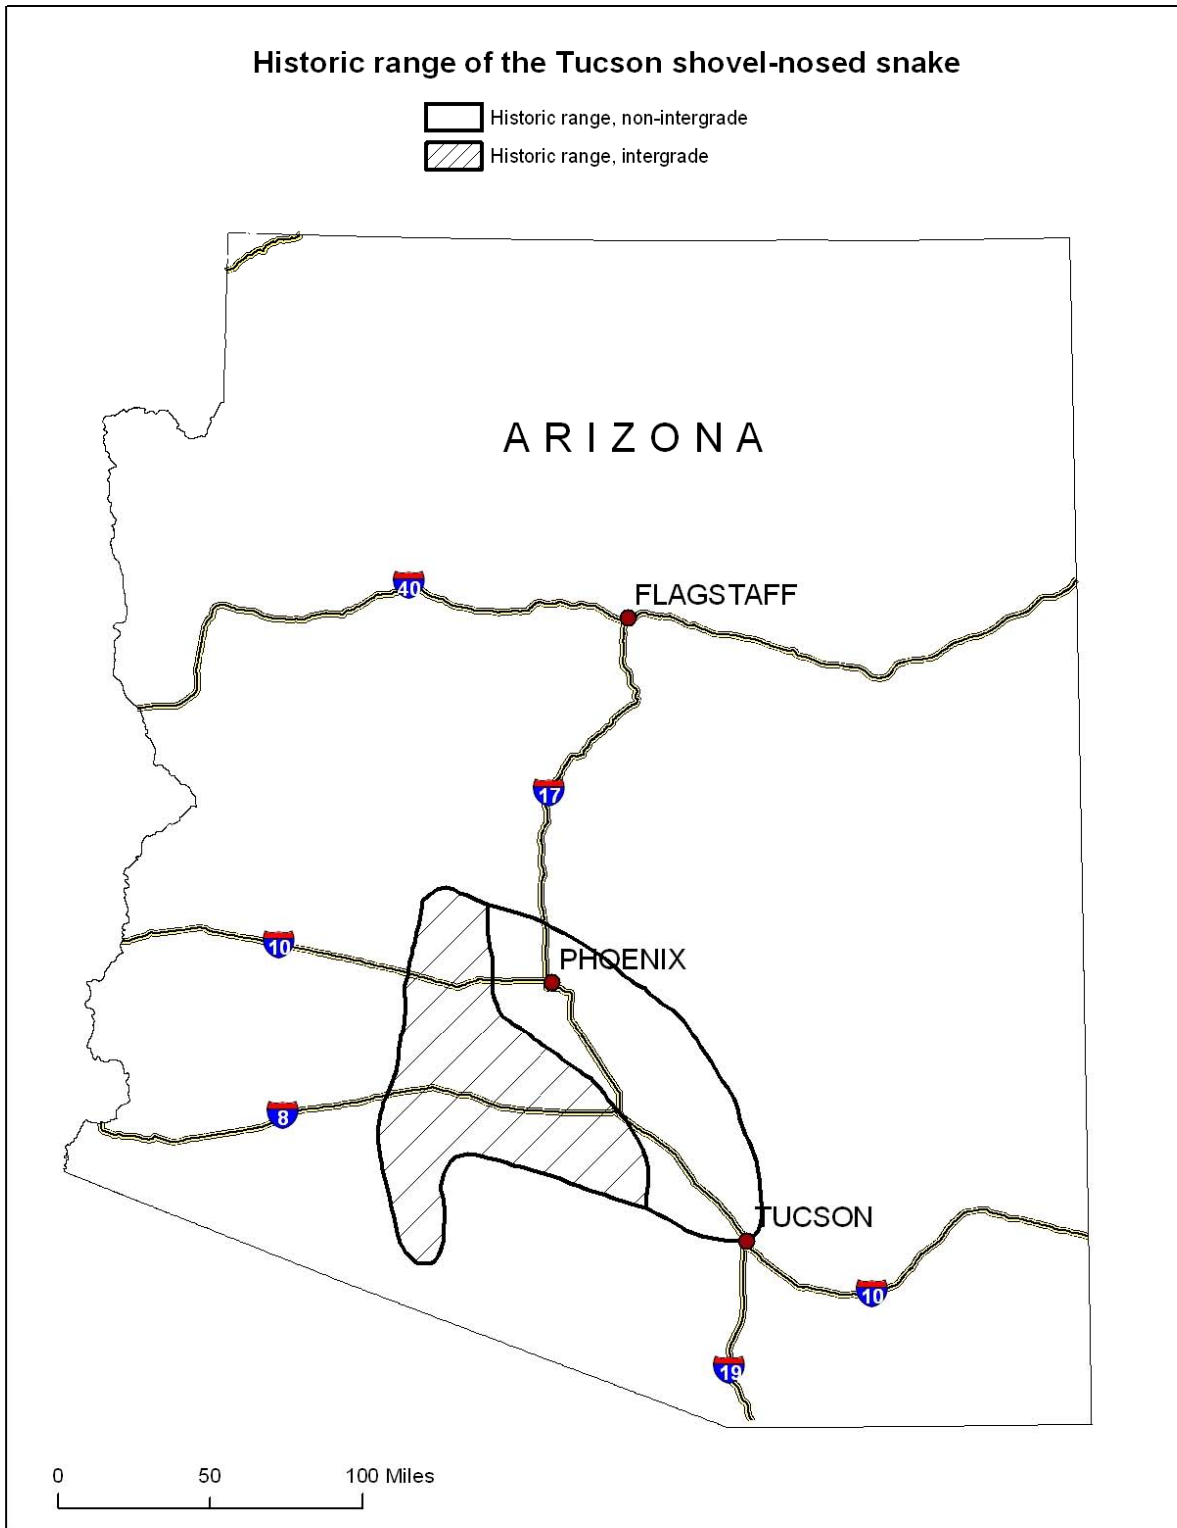 Historic range of the Tucson shovel-nosed snake
Historic range, non-intergrade
Historic range, intergrade
ARIZONA
40
FLAGSTAFF
17
10
PHOENIX
8
TUCSON
10
19
0 50 100 Miles